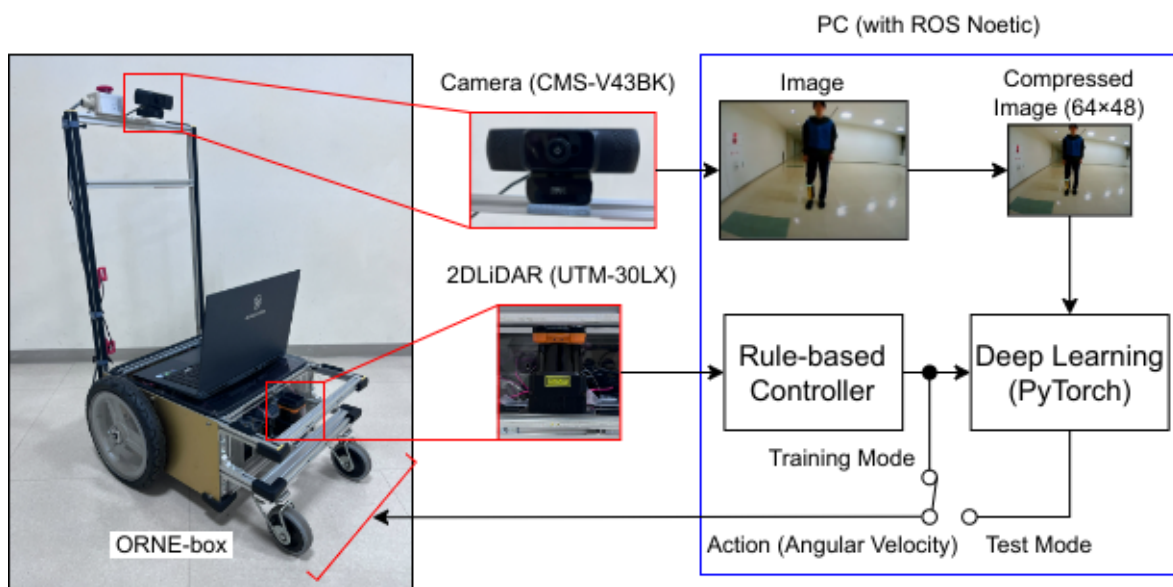 PC (with ROS Noetic)
Camera (CMS-V43BK)
Image
Compressed
Image (64×48)
2DLiDAR (UTM-30LX)
Rule-based
Controller
Deep Learning
(PyTorch)
Training Mode
Action (Angular Velocity)
Test Mode
ORNE-box